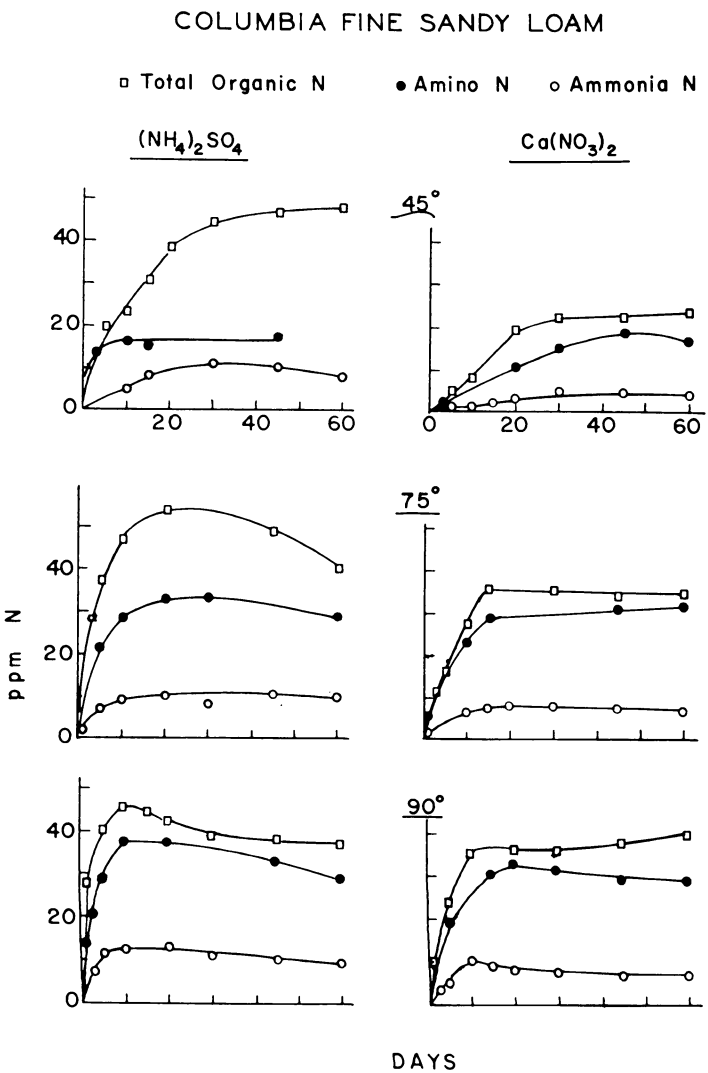 COLUMBIA FINE SANDY LOAM
Total Organic N Amino N Ammonia N
(NH4)2SO4 Ca(NO3)2
45°
40
20
0
20 40 60
0 20 40 60
75°
40
20
0
ppm N
90°
40
20
0
DAYS